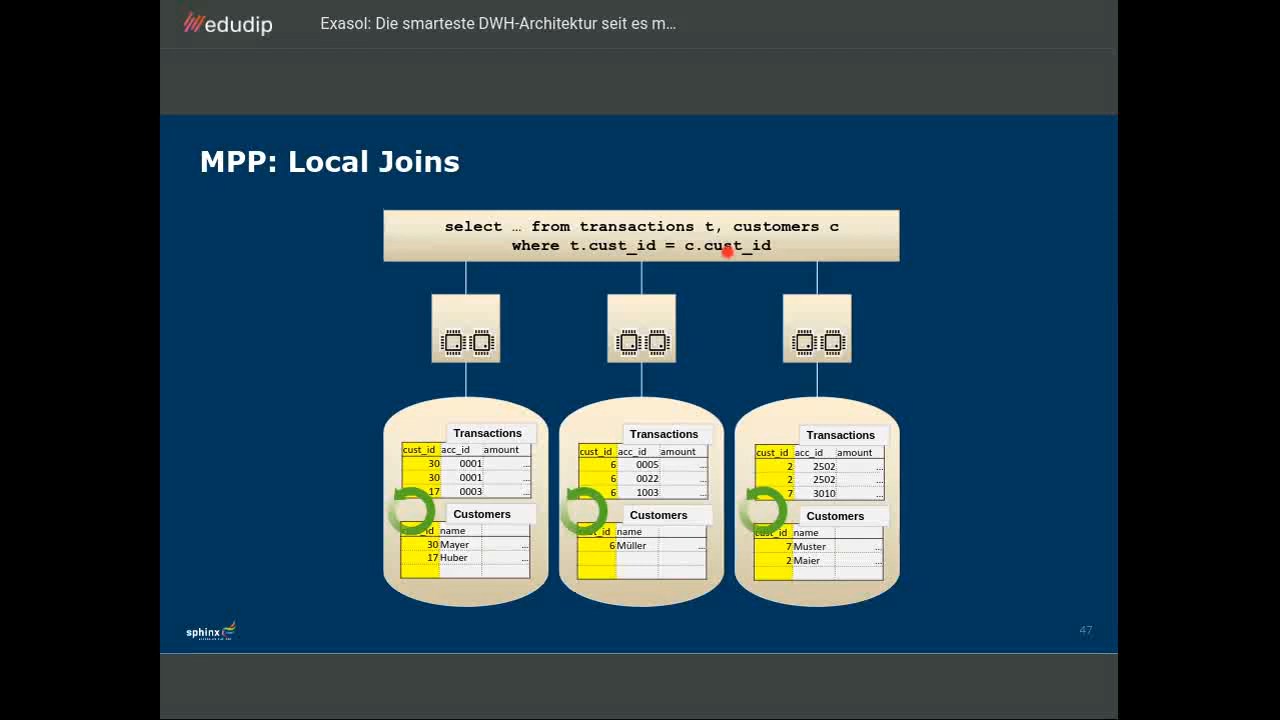 edudip
Exasol: Die smarteste DWH-Architektur seit es m...
MPP: Local Joins
select … from transactions t, customers c
where t.cust_id = c.cust_id
Transactions
cust_id acc_id amount
30 0001 ...
30 0001 ...
17 0003 ...
Customers
cust_id name
30 Mayer ...
17 Huber ...
Transactions
cust_id acc_id amount
6 0005 ...
6 0022
6 1003 ...
Customers
cust_id name
6 Müller ...
Transactions
cust_id acc_id amount
2 2502 ...
2 2502 ...
7 3010 ...
Customers
cust_id name
7 Muster ...
2 Maier ...
sphinx
47